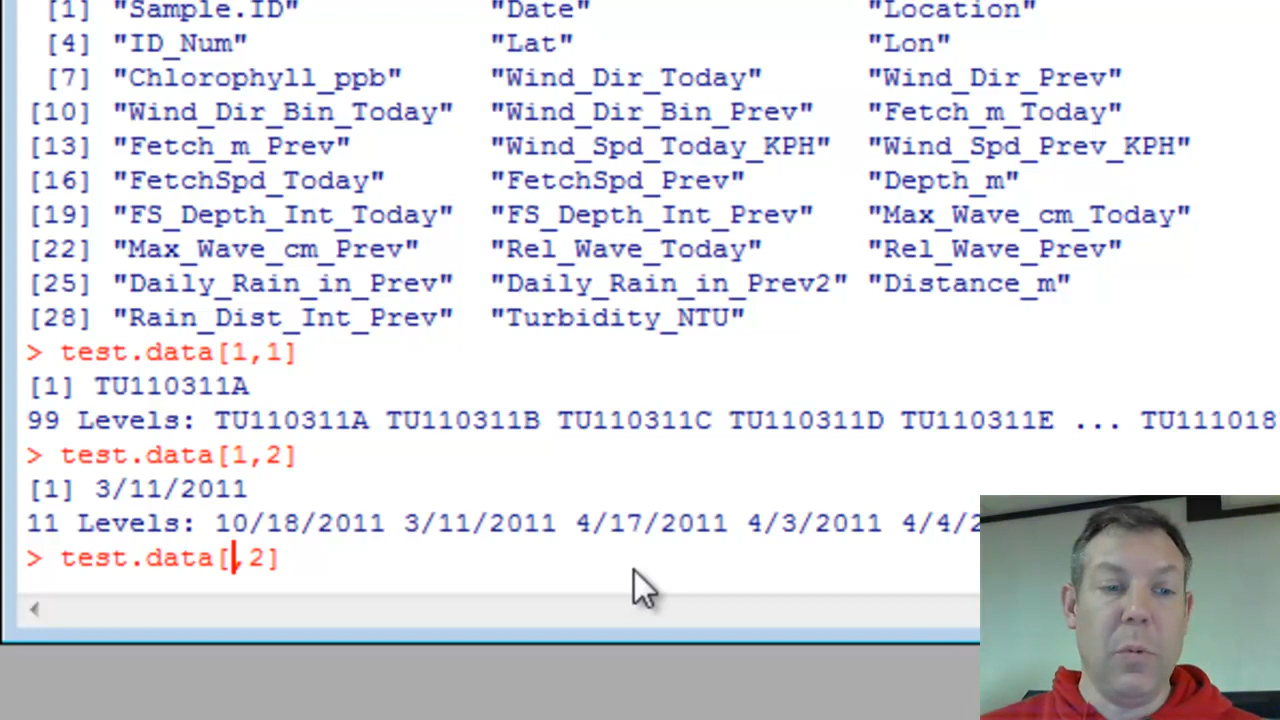 [1] "Sample.ID" "Date" "Location"
[4] "ID_Num" "Lat" "Lon"
[7] "Chlorophyll_ppb" "Wind_Dir_Today" "Wind_Dir_Prev"
[10] "Wind_Dir_Bin_Today" "Wind_Dir_Bin_Prev" "Fetch_m_Today"
[13] "Fetch_m_Prev" "Wind_Spd_Today_KPH" "Wind_Spd_Prev_KPH"
[16] "FetchSpd_Today" "FetchSpd_Prev" "Depth_m"
[19] "FS_Depth_Int_Today" "FS_Depth_Int_Prev" "Max_Wave_cm_Today"
[22] "Max_Wave_cm_Prev" "Rel_Wave_Today" "Rel_Wave_Prev"
[25] "Daily_Rain_in_Prev" "Daily_Rain_in_Prev2" "Distance_m"
[28] "Rain_Dist_Int_Prev" "Turbidity_NTU"
> test.data[1,1]
[1] TU110311A
99 Levels: TU110311A TU110311B TU110311C TU110311D TU110311E ... TU111018
> test.data[1,2]
[1] 3/11/2011
11 Levels: 10/18/2011 3/11/2011 4/17/2011 4/3/2011 4/4/2
> test.data[,2]